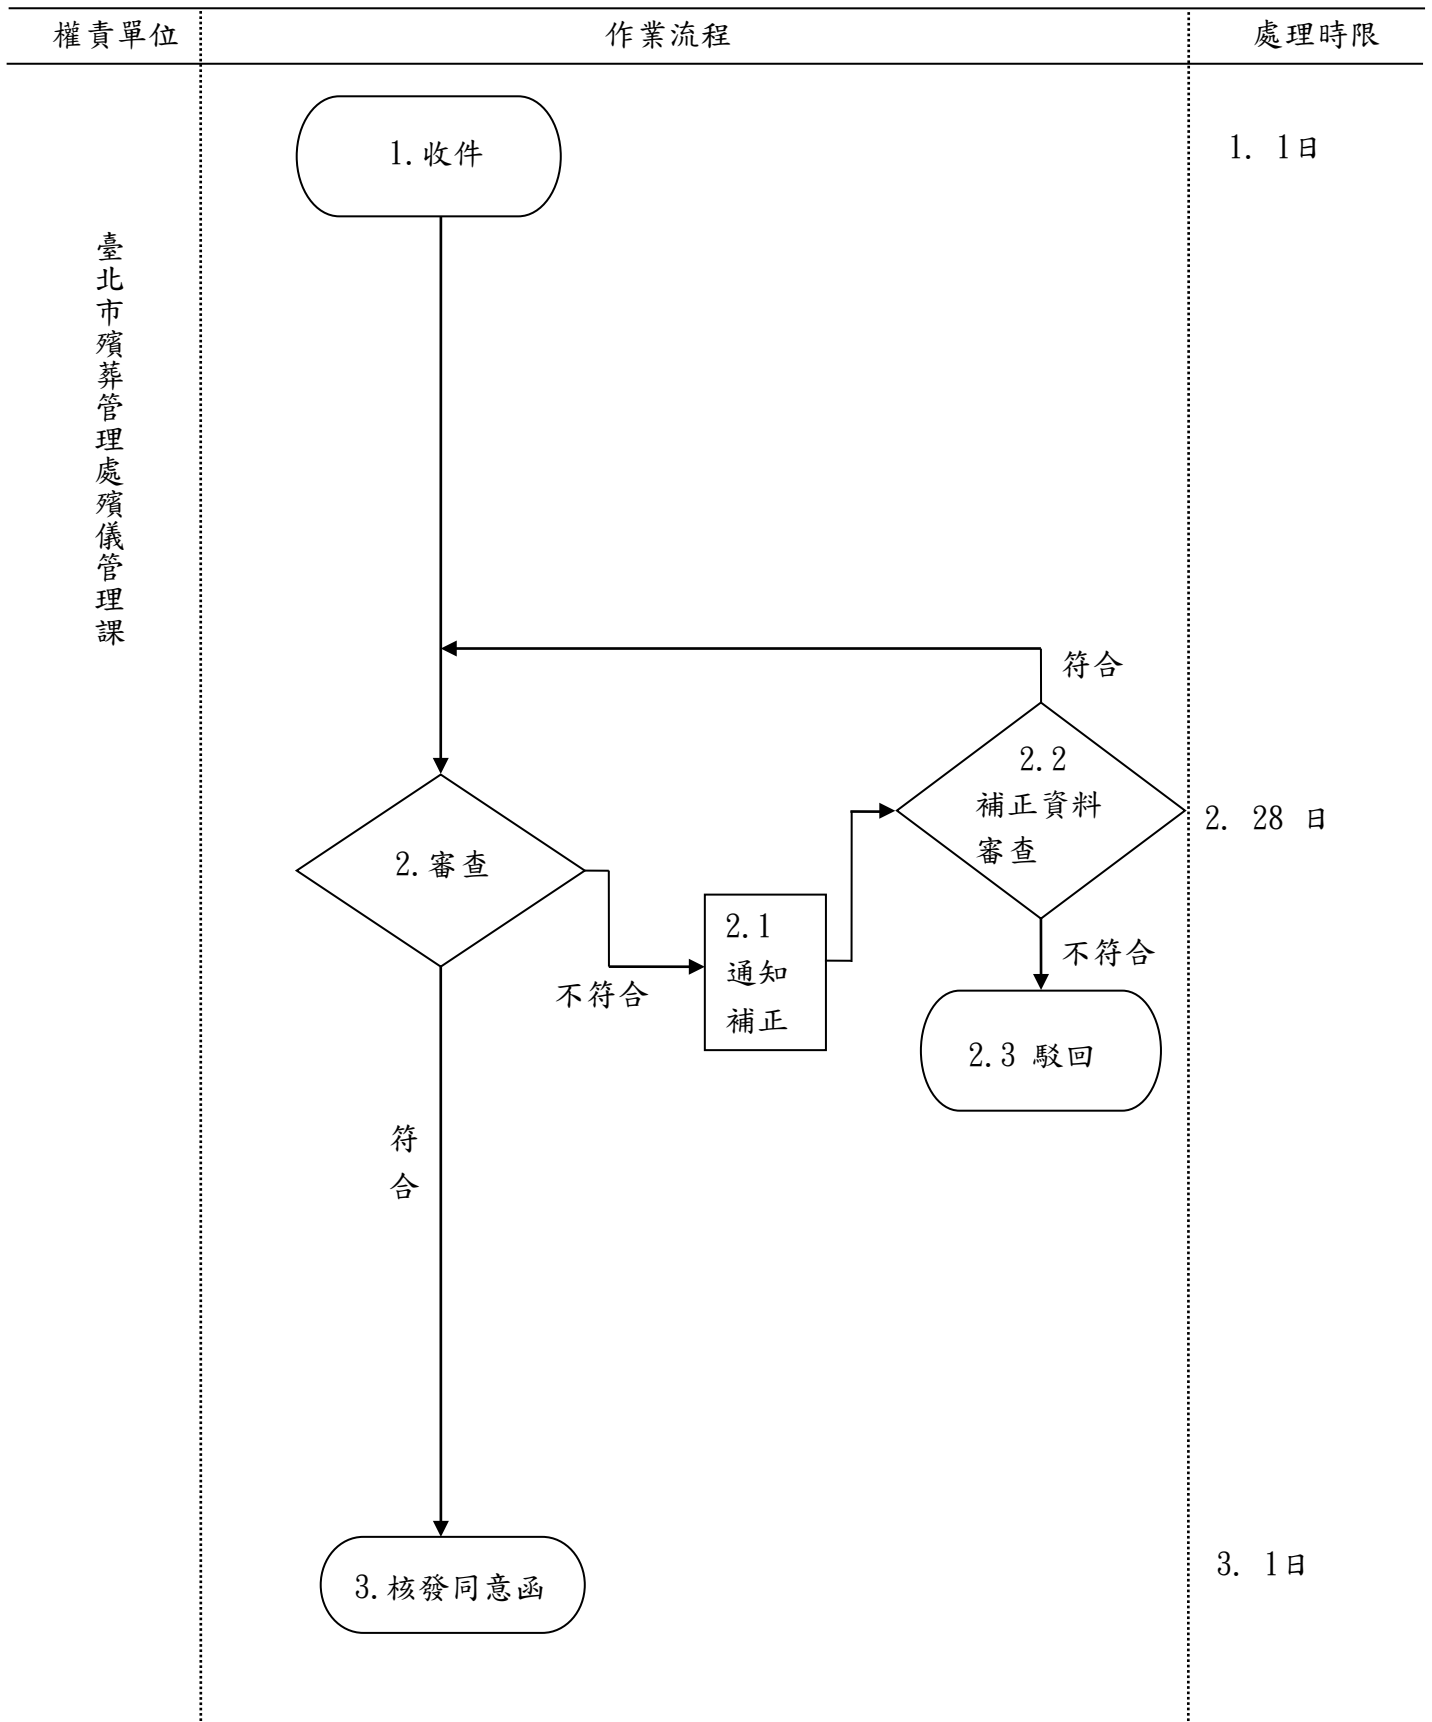 權責單位
作業流程
處理時限
1.收件
1. 1日
臺北市殯葬管理處殯儀管理課
符合
2.2
補正資料
審查
2. 28 日
2.審查
2.1
通知
補正
不符合
不符合
2.3 駁回
符
合
3.核發同意函
3. 1日